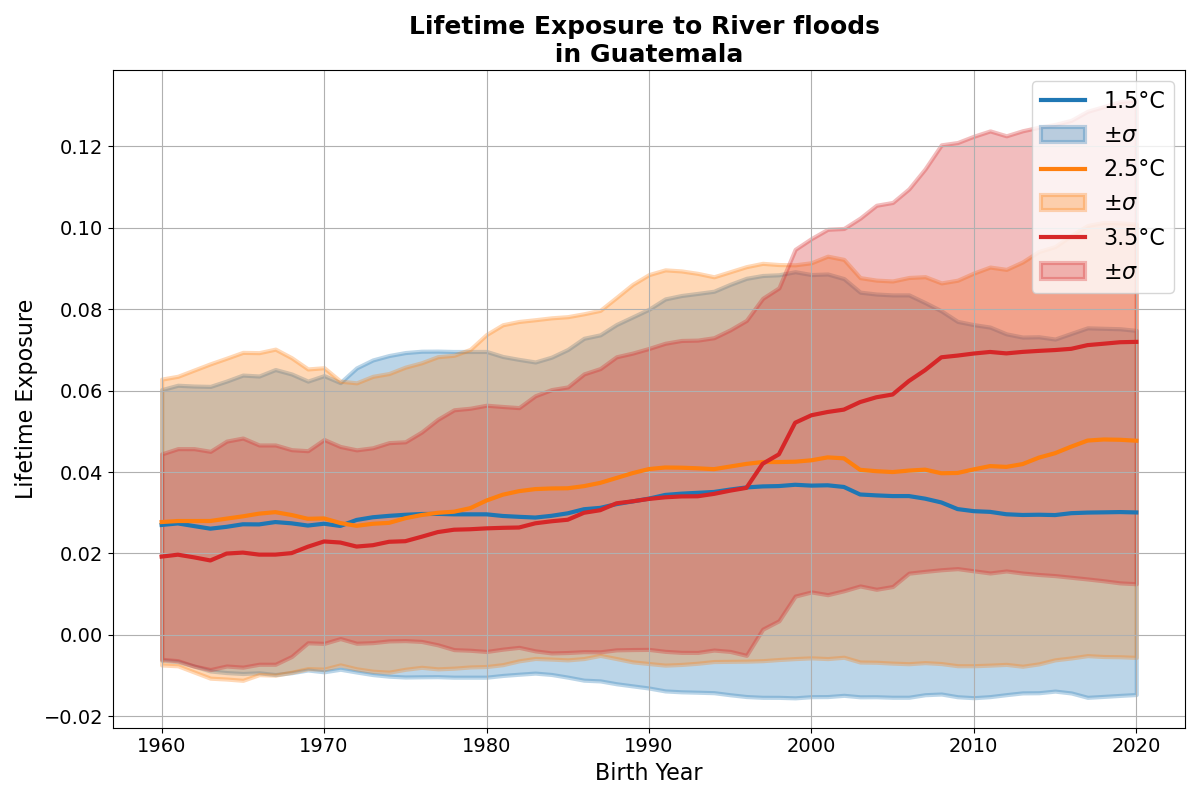 Lifetime Exposure to River floods
in Guatemala
Lifetime Exposure
0.12
0.10
0.08
0.06
0.04
0.02
0.00
−0.02
1960
1970
1980
1990
2000
2010
2020
Birth Year
1.5°C
±σ
2.5°C
±σ
3.5°C
±σ